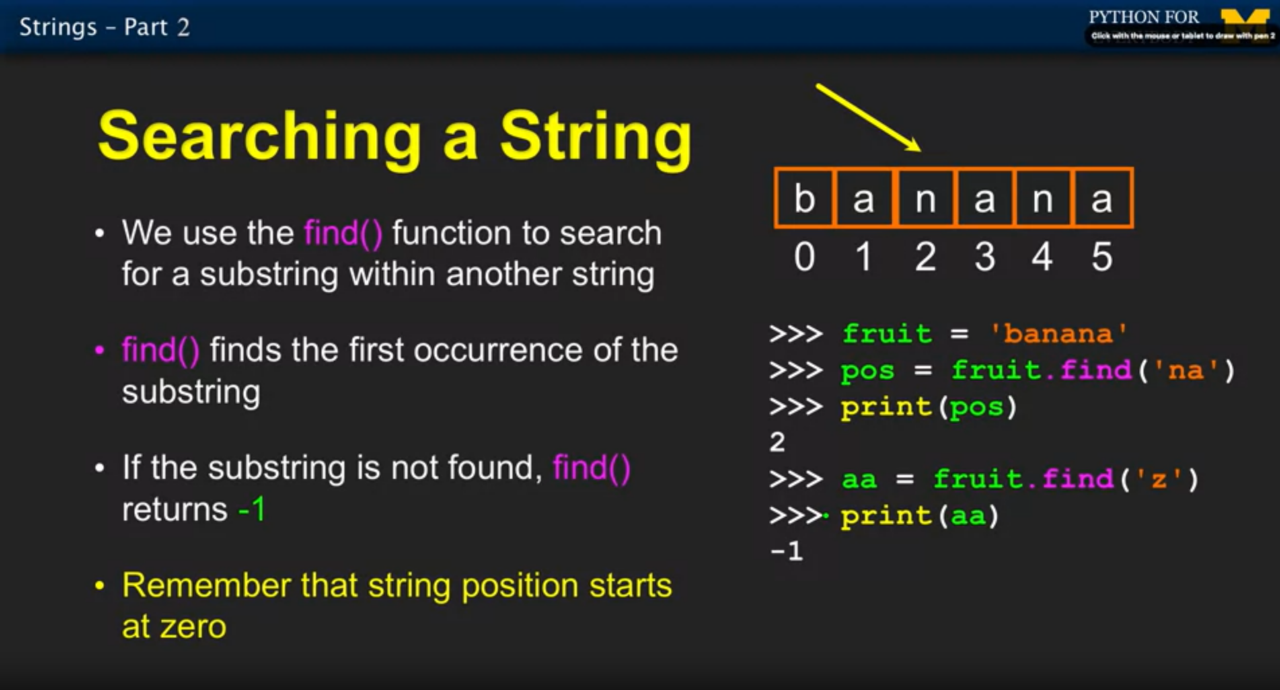 Strings – Part 2
PYTHON FOR
Click with the mouse or tablet to draw with pen 2
Searching a String
• We use the find() function to search
for a substring within another string
• find() finds the first occurrence of the
substring
• If the substring is not found, find()
returns -1
• Remember that string position starts
at zero
b a n a n a
0 1 2 3 4 5
>>> fruit = 'banana'
>>> pos = fruit.find('na')
>>> print(pos)
2
>>> aa = fruit.find('z')
>>> print(aa)
-1